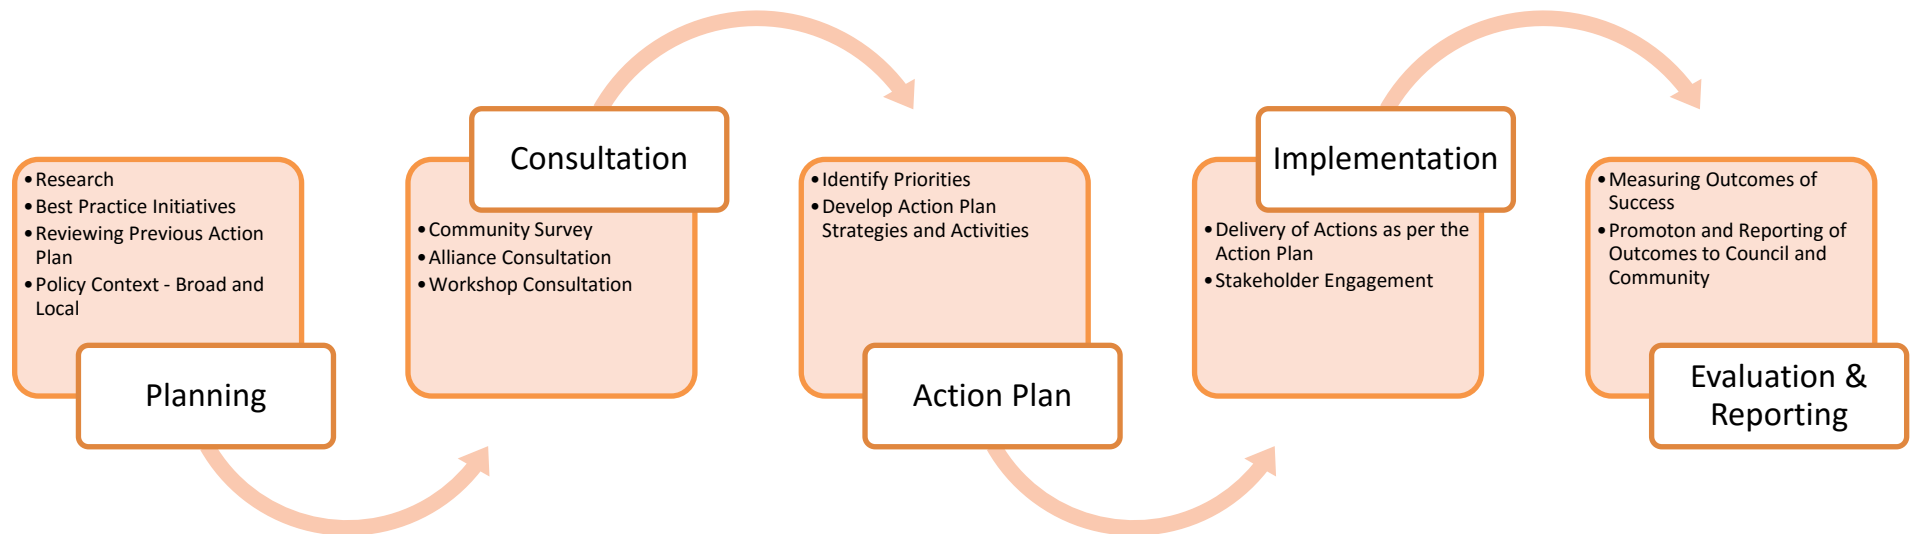 • Research
• Best Practice Initiatives
• Reviewing Previous Action
Plan
• Policy Context - Broad and
Local
Planning
Consultation
• Community Survey
• Alliance Consultation
• Workshop Consultation
• Identify Priorities
• Develop Action Plan
Strategies and Activities
Action Plan
Implementation
• Delivery of Actions as per the
Action Plan
• Stakeholder Engagement
• Measuring Outcomes of
Success
• Promoton and Reporting of
Outcomes to Council and
Community
Evaluation &
Reporting